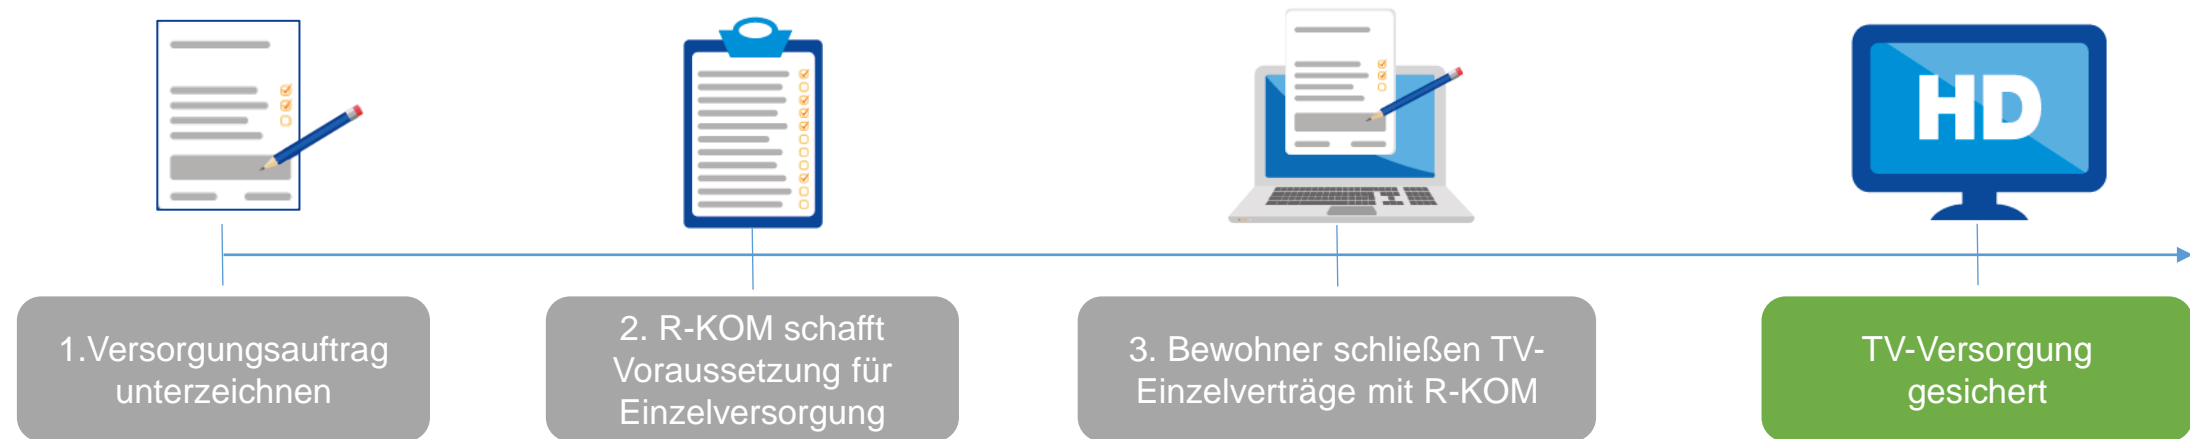 HD
1.Versorgungsauftrag
unterzeichnen
2. R-KOM schafft
Voraussetzung für
Einzelversorgung
3. Bewohner schließen TV-
Einzelverträge mit R-KOM
TV-Versorgung
gesichert